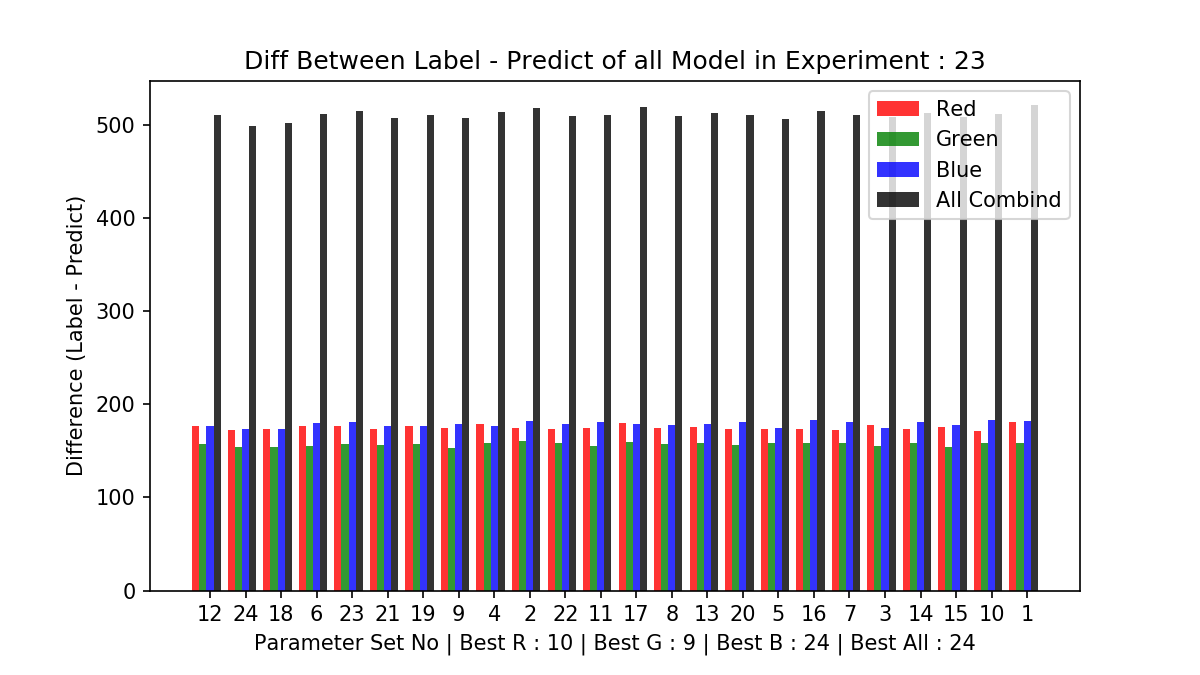 Diff Between Label - Predict of all Model in Experiment : 23
Red
Green
Blue
All Combind
Difference (Label - Predict)
500
400
300
200
100
0
12 24 18 6 23 21 19 9 4 2 22 11 17 8 13 20 5 16 7 3 14 15 10 1
Parameter Set No | Best R : 10 | Best G : 9 | Best B : 24 | Best All : 24